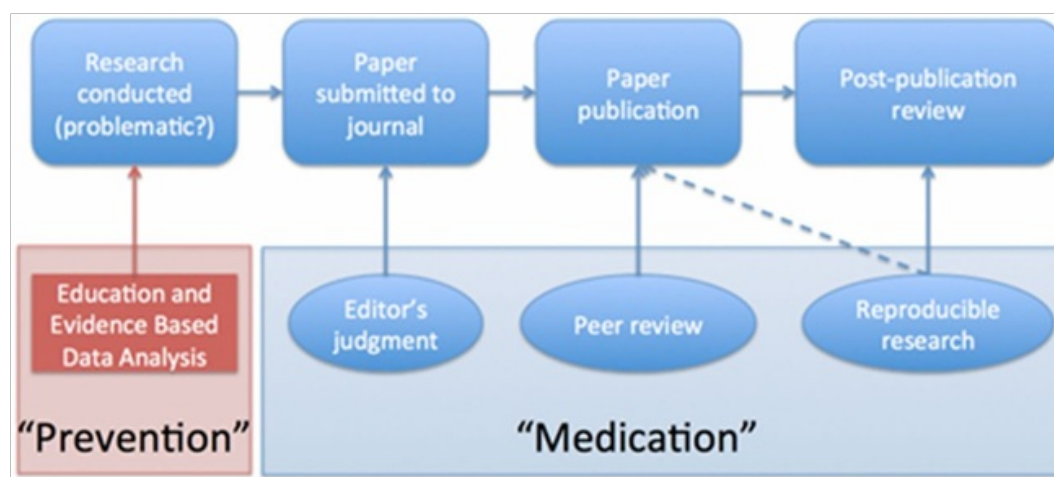 Research
conducted
(problematic?)
Paper
submitted to
journal
Paper
publication
Post-publication
review
Education and
Evidence Based
Data Analysis
Editor's
judgment
Peer review
Reproducible
research
“Prevention”
“Medication”